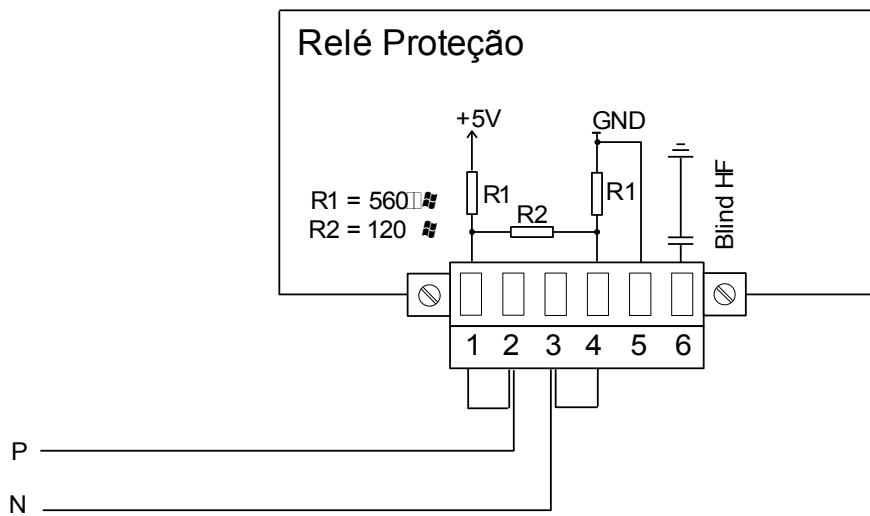 Relé Proteção
+5V
GND
R1 = 560
R1
R1
R2
R2 = 120
Blind HF
1 2 3 4 5 6
P
N